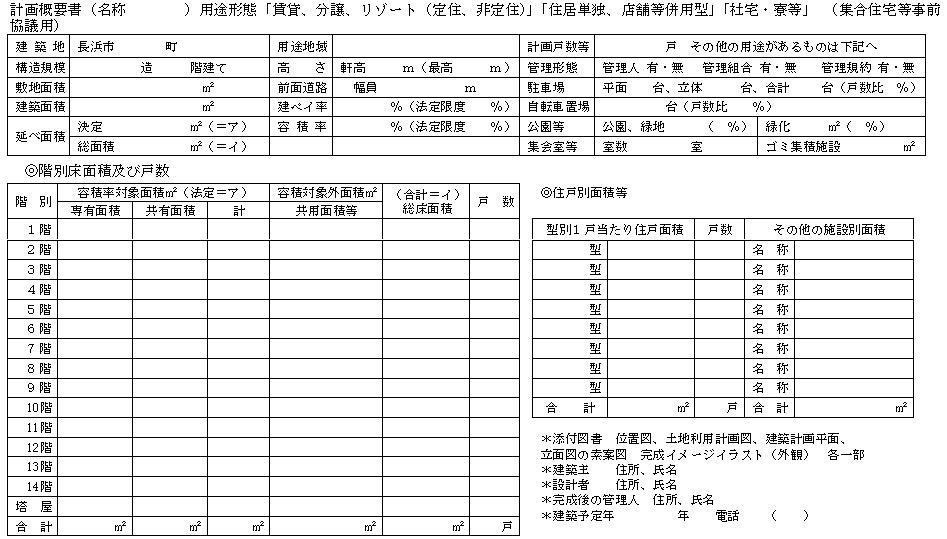 計画概要書（名称　　　　　）用途形態「賃貸、分譲、リゾート（定住、非定住）」「住居単独、店舗等併用型」「社宅・寮等」　（集合住宅等事前
協議用）
建築地　長浜市　　　　町　用途地域　計画戸数等　戸　その他の用途があるものは下記へ
構造規模　造　　　階建て　高さ　軒高　　　ｍ（最高　　　ｍ）　管理形態　管理人 有・無　管理組合 有・無　管理規約 有・無
敷地面積　㎡　前面道路　幅員　　　　　　　ｍ　駐車場　平面　　台、立体　　　台、合計　　台（戸数比　％）
建築面積　㎡　建ペイ率　％（法定限度　　％）　自転車置場　台（戸数比　　％）
延べ面積　決定　　　　　㎡（＝ア）　容積率　％（法定限度　　％）　公園等　公園、緑地　　　（　％）　緑化　　　㎡（　％）
総面積　　　　㎡（＝イ）　集会室等　室数　　　　　室　ゴミ集積施設　　　㎡
◎階別床面積及び戸数
階別　容積率対象面積㎡（法定＝ア）　容積対象外面積㎡　（合計＝イ）　総床面積　戸数
専有面積　共有面積　計　共用面積等
1階
2階
3階
4階
5階
6階
7階
8階
9階
10階
11階
12階
13階
14階
塔屋
合計　㎡　㎡　㎡　㎡　㎡　戸
◎住戸別面積等
型別1戸当たり住戸面積　戸数　その他の施設別面積
型　名称
型　名称
型　名称
型　名称
型　名称
型　名称
型　名称
型　名称
合計　㎡　戸　合計　㎡
＊添付図書　位置図、土地利用計画図、建築計画平面、
立面図の素案図　完成イメージイラスト（外観）　各一部
＊建築主　　住所、氏名
＊設計者　　住所、氏名
＊完成後の管理人　住所、氏名
＊建築予定年　　　　　年　　電話　　（　　）